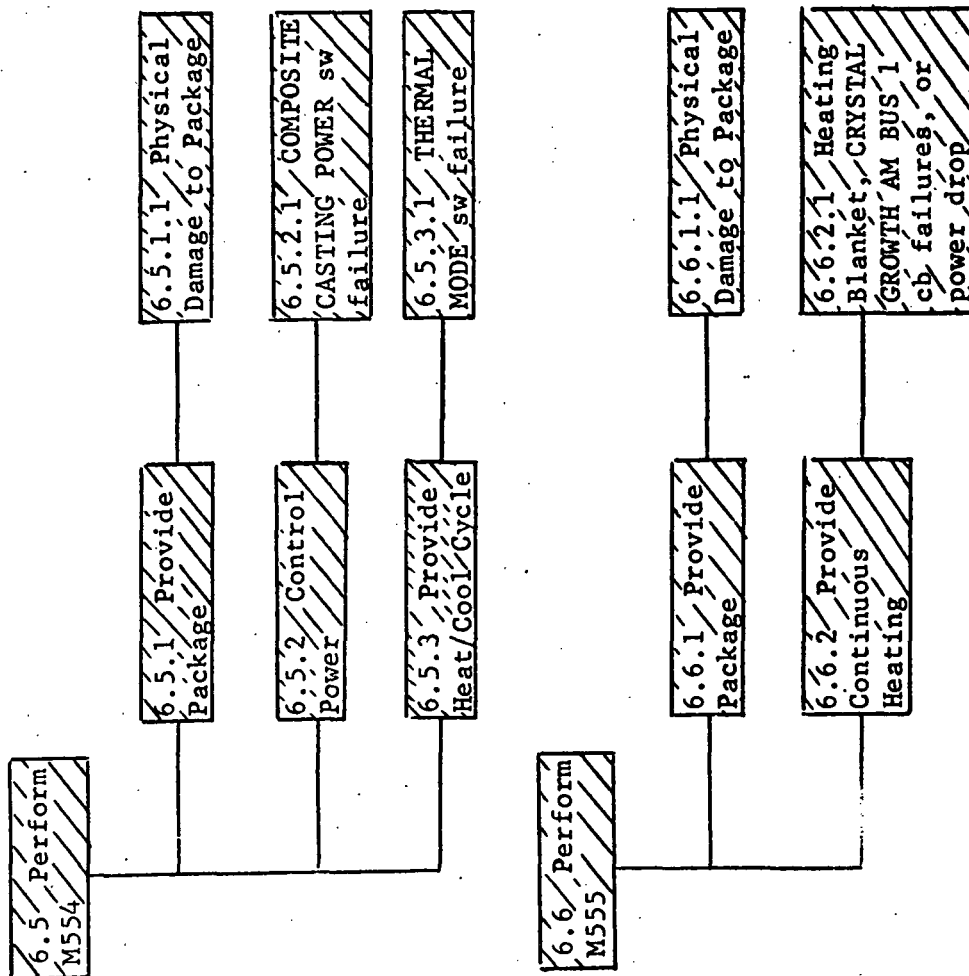 6.5 Perform
M554
6.5.1 Provide
Package
6.5.1.1 Physical
Damage to Package
6.5.2 Control
Power
6.5.2.1 COMPOSITE
CASTING POWER sw
failure
6.5.3 Provide
Heat/Cool Cycle
6.5.3.1 THERMAL
MODE sw failure
6.6 Perform
M555
6.6.1 Provide
Package
6.6.1.1 Physical
Damage to Package
6.6.2 Provide
Continuous
Heating
6.6.2.1 Heating
Blanket, CRYSTAL
GROWTH AM BUS 1
cb failures, or
power drop